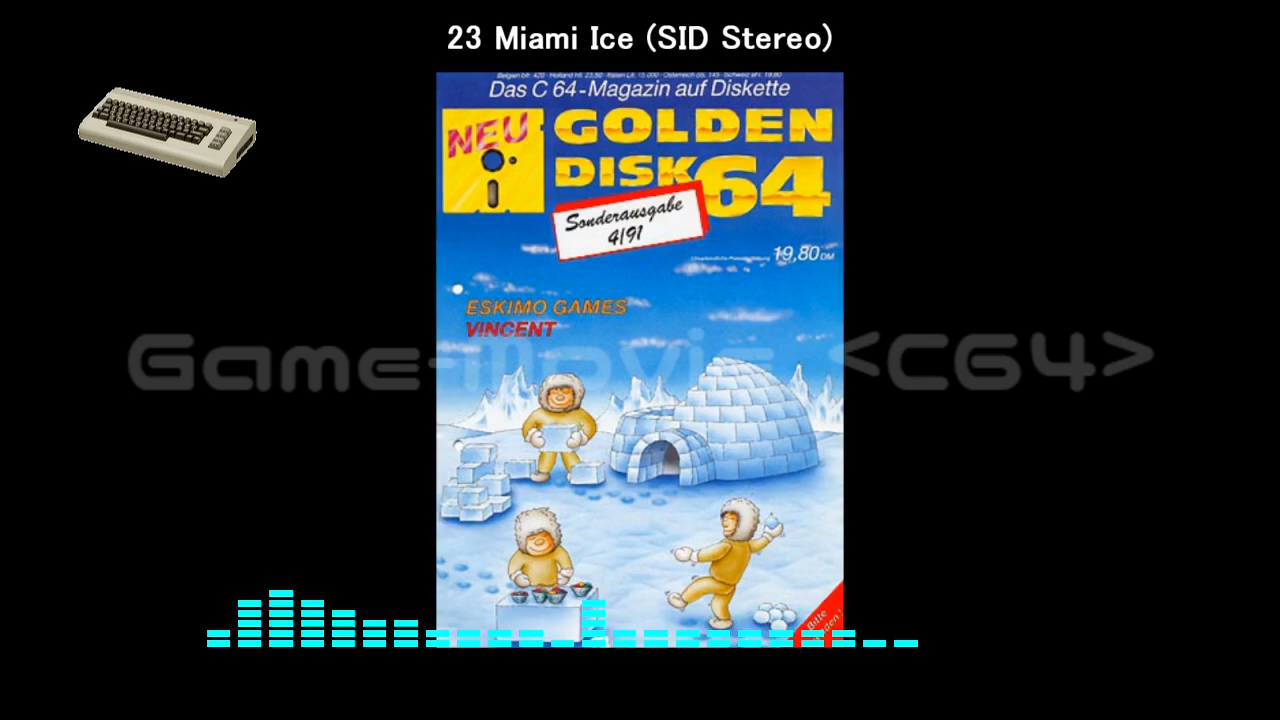 23 Miami Ice (SID Stereo)
Das C 64-Magazin auf Diskette
NEU
GOLDEN
DISK 64
Sonderausgabe
4/91
19,80 DM
ESKIMO GAMES
VINCENT
Game-Movie <C64>
Bitte